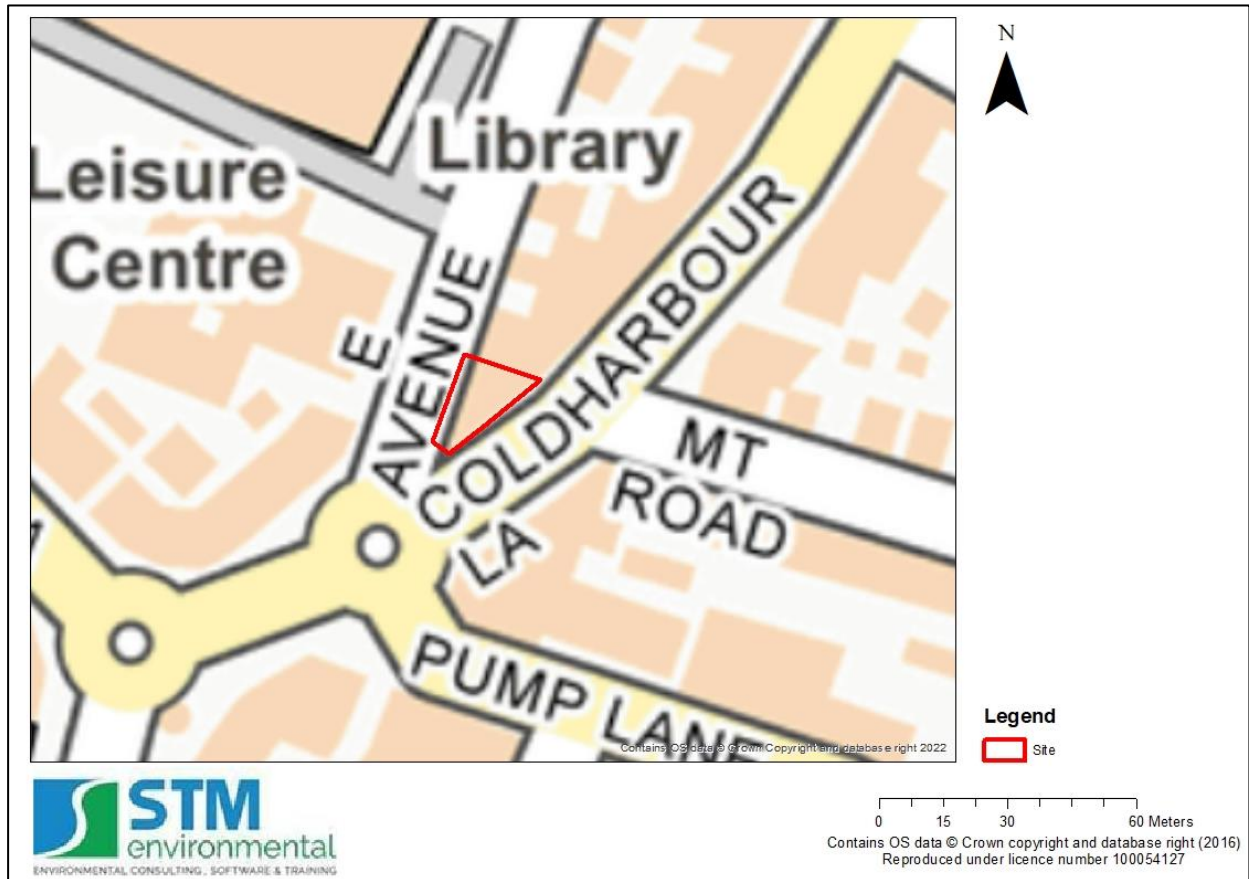 N
Library
Leisure
Centre
E
AVENUE
COLDHARBOUR
LA
MT
ROAD
PUMP LANE
Contains OS data © Crown Copyright and database right 2022
Legend
Site
STM
environmental
ENVIRONMENTAL CONSULTING, SOFTWARE & TRAINING
0 15 30 60 Meters
Contains OS data © Crown copyright and database right (2016)
Reproduced under licence number 100054127